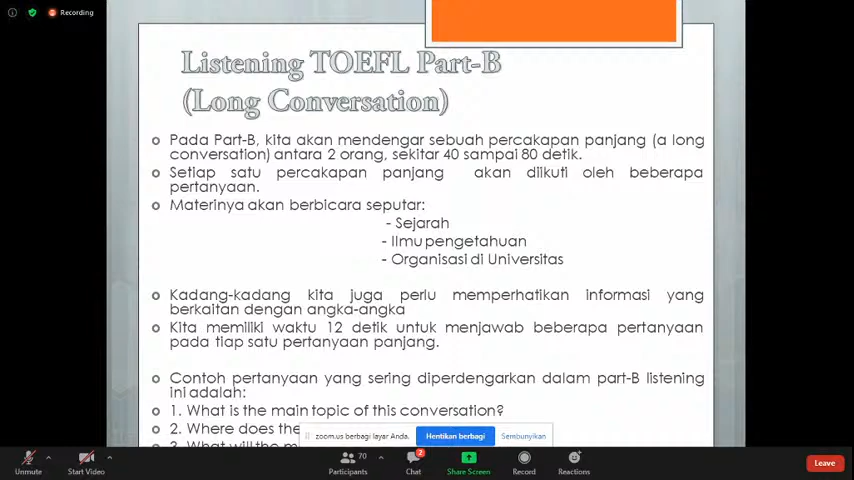 Recording
Listening TOEFL Part-B
(Long Conversation)
Pada Part-B, kita akan mendengar sebuah percakapan panjang (a long
conversation) antara 2 orang, sekitar 40 sampai 80 detik.
Setiap satu percakapan panjang akan diikuti oleh beberapa
pertanyaan.
Materinya akan berbicara seputar:
- Sejarah
- Ilmu pengetahuan
- Organisasi di Universitas
Kadang-kadang kita juga perlu memperhatikan informasi yang
berkaitan dengan angka-angka
Kita memiliki waktu 12 detik untuk menjawab beberapa pertanyaan
pada tiap satu pertanyaan panjang.
Contoh pertanyaan yang sering diperdengarkan dalam part-B listening
ini adalah:
1. What is the main topic of this conversation?
2. Where does the
3. What will the m
zoom.us berbagi layar Anda. Hentikan berbagi Sembunyikan
70 2
Unmute Start Video Participants Chat Share Screen Record Reactions Leave